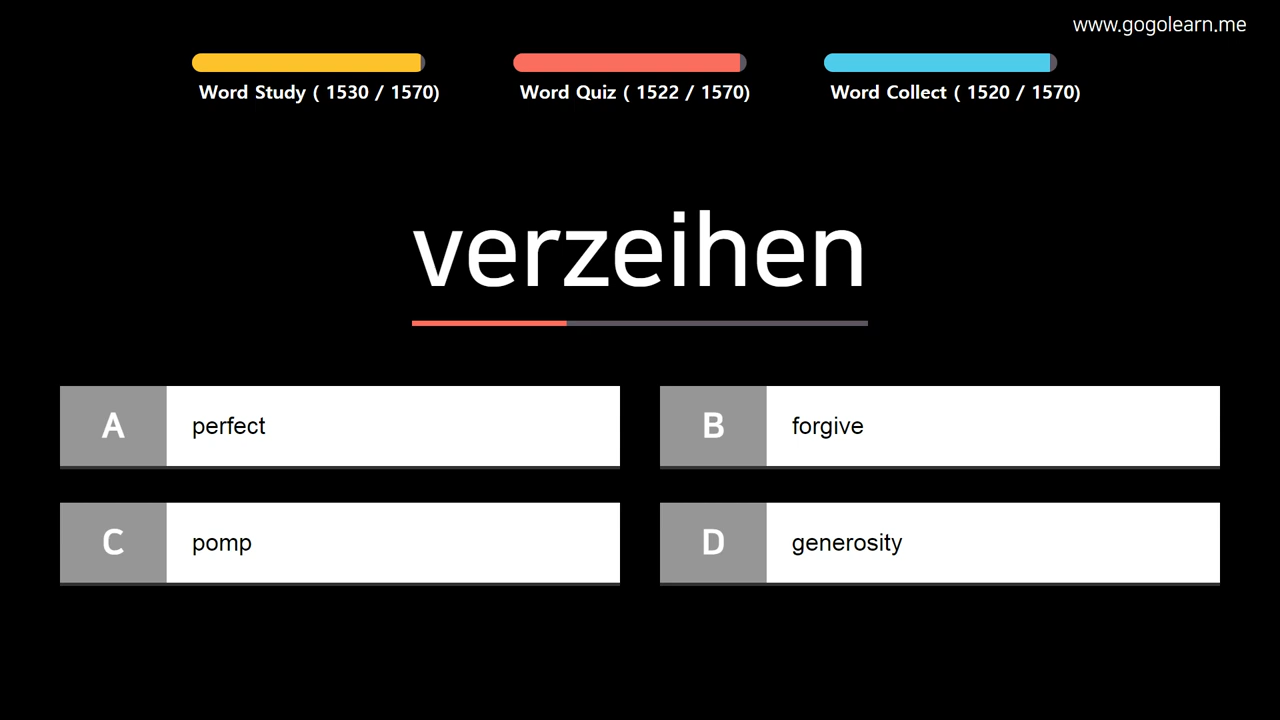 www.gogolearn.me
Word Study ( 1530 / 1570)
Word Quiz ( 1522 / 1570)
Word Collect ( 1520 / 1570)
verzeihen
A perfect
B forgive
C pomp
D generosity